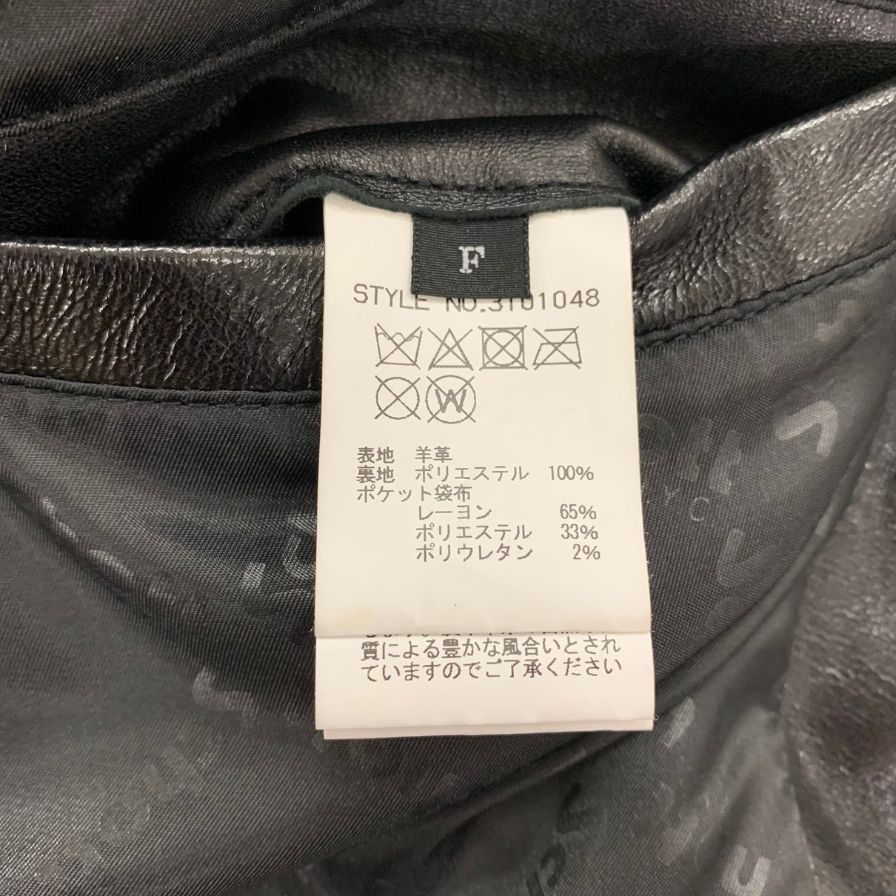 F
STYLE NO.3T01048
W
表地 羊革
裏地 ポリエステル 100%
ポケット袋布
レーヨン 65%
ポリエステル 33%
ポリウレタン 2%
質による豊かな風合いとされ
ていますのでご了承ください